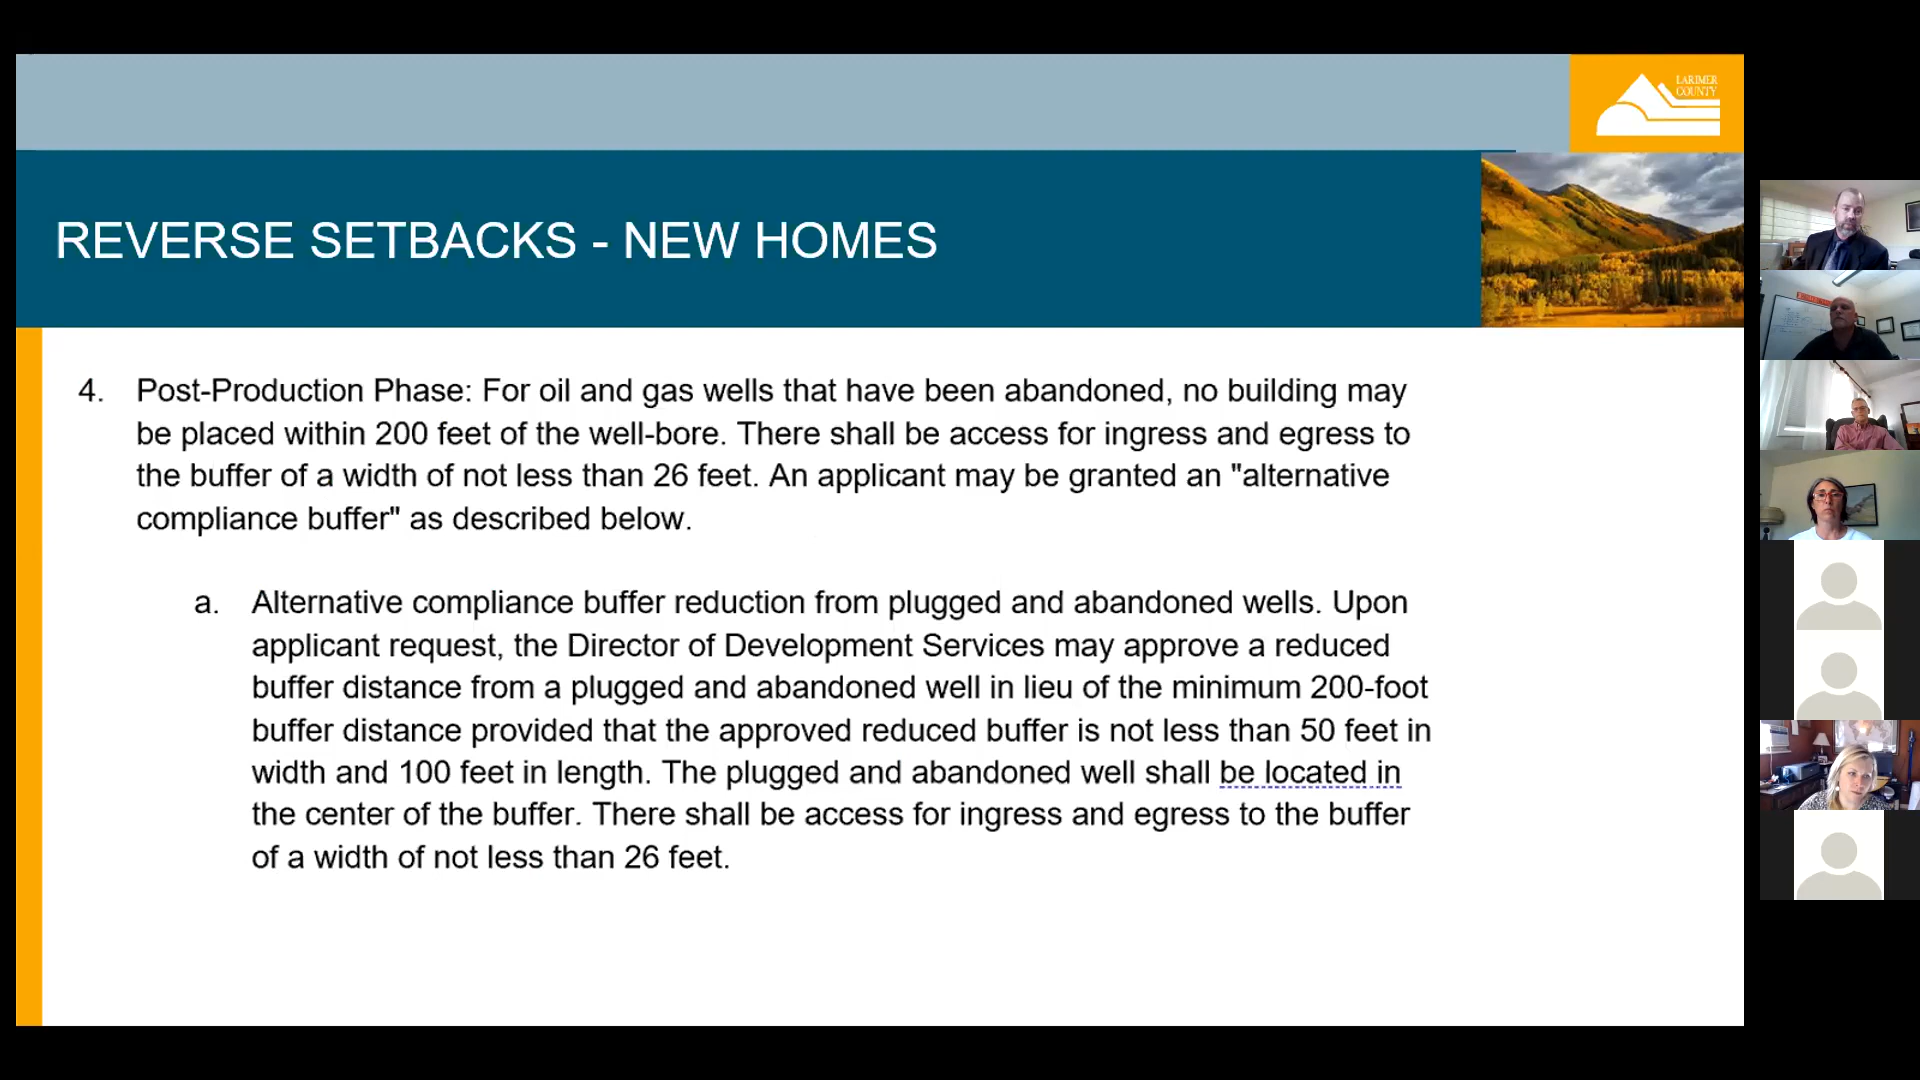 LARIMER
COUNTY
REVERSE SETBACKS - NEW HOMES
4. Post-Production Phase: For oil and gas wells that have been abandoned, no building may
be placed within 200 feet of the well-bore. There shall be access for ingress and egress to
the buffer of a width of not less than 26 feet. An applicant may be granted an "alternative
compliance buffer" as described below.
a. Alternative compliance buffer reduction from plugged and abandoned wells. Upon
applicant request, the Director of Development Services may approve a reduced
buffer distance from a plugged and abandoned well in lieu of the minimum 200-foot
buffer distance provided that the approved reduced buffer is not less than 50 feet in
width and 100 feet in length. The plugged and abandoned well shall be located in
the center of the buffer. There shall be access for ingress and egress to the buffer
of a width of not less than 26 feet.